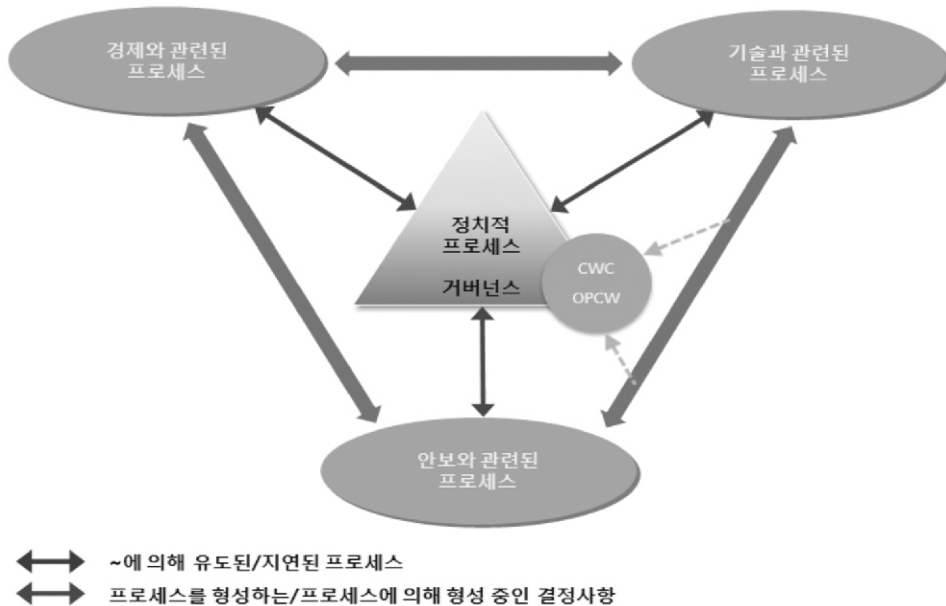 경제와 관련된
프로세스
기술과 관련된
프로세스
정치적
프로세스
거버넌스
CWC
OPCW
안보와 관련된
프로세스
~에 의해 유도된/지연된 프로세스
프로세스를 형성하는/프로세스에 의해 형성 중인 결정사항